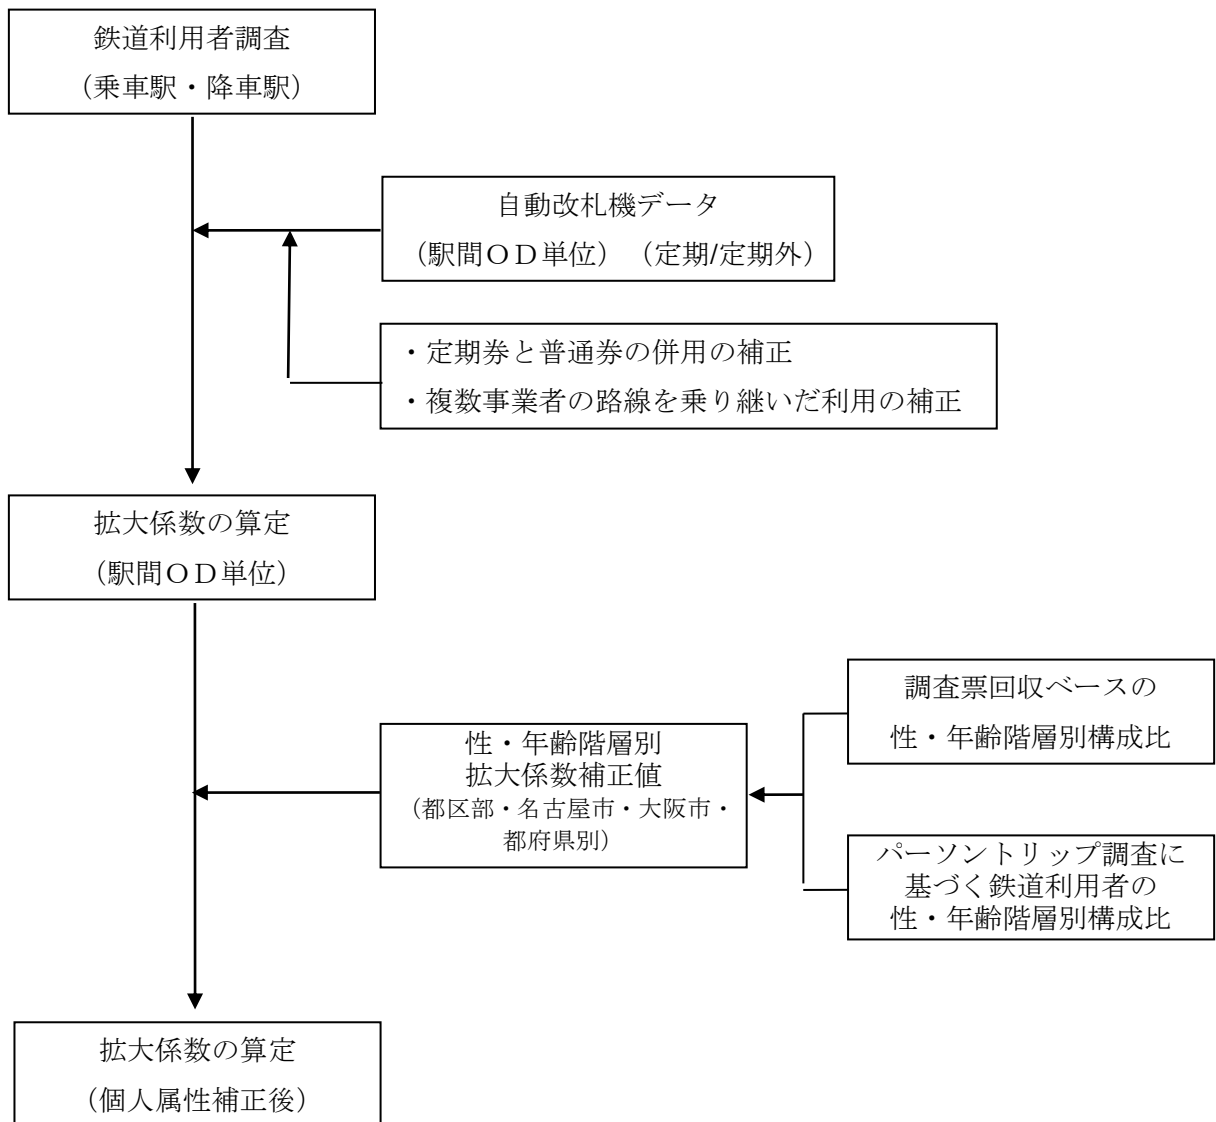 鉄道利用者調査
（乗車駅・降車駅）
自動改札機データ
（駅間ＯＤ単位）（定期/定期外）
・定期券と普通券の併用の補正
・複数事業者の路線を乗り継いだ利用の補正
拡大係数の算定
（駅間ＯＤ単位）
調査票回収ベースの
性・年齢階層別構成比
性・年齢階層別
拡大係数補正値
（都区部・名古屋市・大阪市・
都府県別）
パーソントリップ調査に
基づく鉄道利用者の
性・年齢階層別構成比
拡大係数の算定
（個人属性補正後）